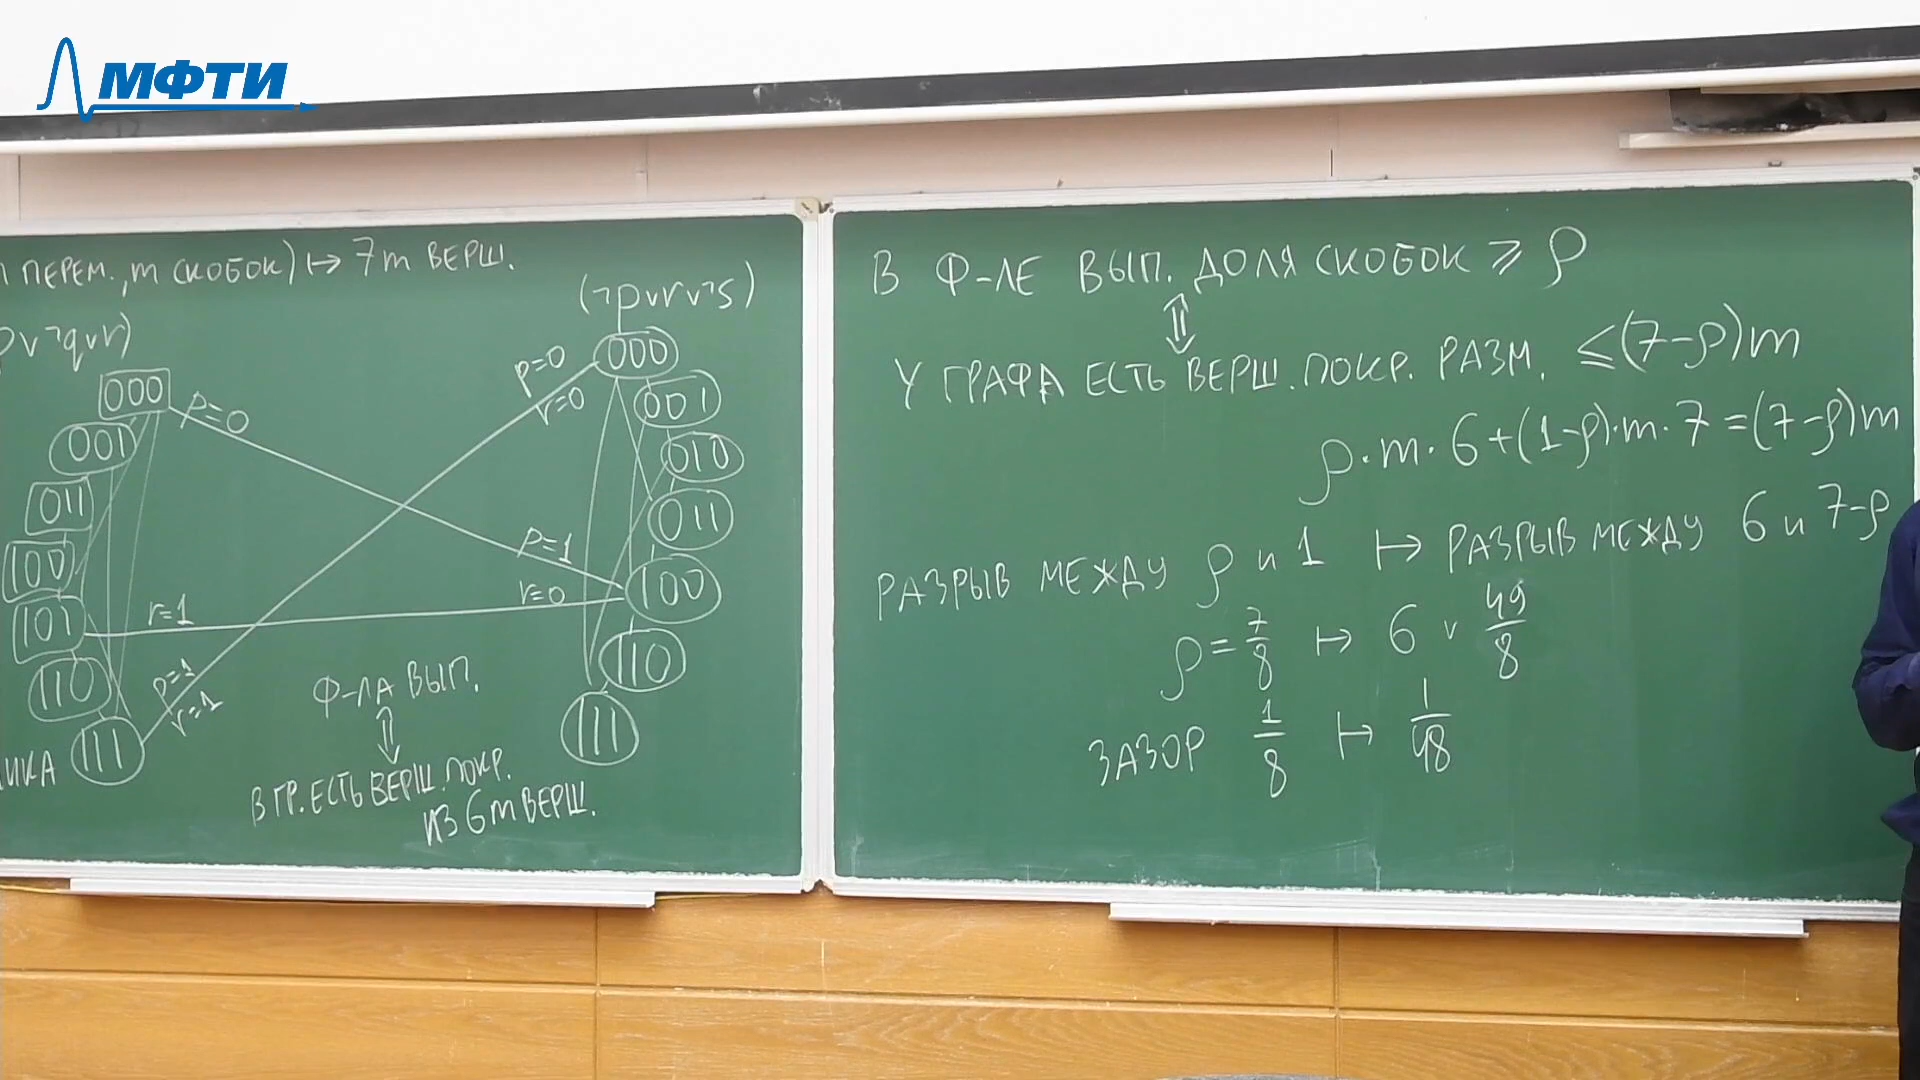 МФТИ
ПЕРЕМ., m СКОБОК) ↦ 7m ВЕРШ.
p∨¬q∨r)
(¬p∨r∨¬s)
000
001
011
100
101
110
111
p=0
r=1
p=1
r=1
p=0
r=0
p=1
r=0
000
001
010
011
100
110
111
Ф-ЛА ВЫП.
⇕
В ГР. ЕСТЬ ВЕРШ. ПОКР.
ИЗ 6m ВЕРШ.
В Ф-ЛЕ ВЫП. ДОЛЯ СКОБОК ⩾ ρ
⇕
У ГРАФА ЕСТЬ ВЕРШ. ПОКР. РАЗМ. ≤(7-ρ)m
ρ·m·6+(1-ρ)·m·7=(7-ρ)m
РАЗРЫВ МЕЖДУ ρ и 1 ↦ РАЗРЫВ МЕЖДУ 6 и 7-ρ
ρ = 7/8 ↦ 6 v 49/8
ЗАЗОР 1/8 ↦ 1/48